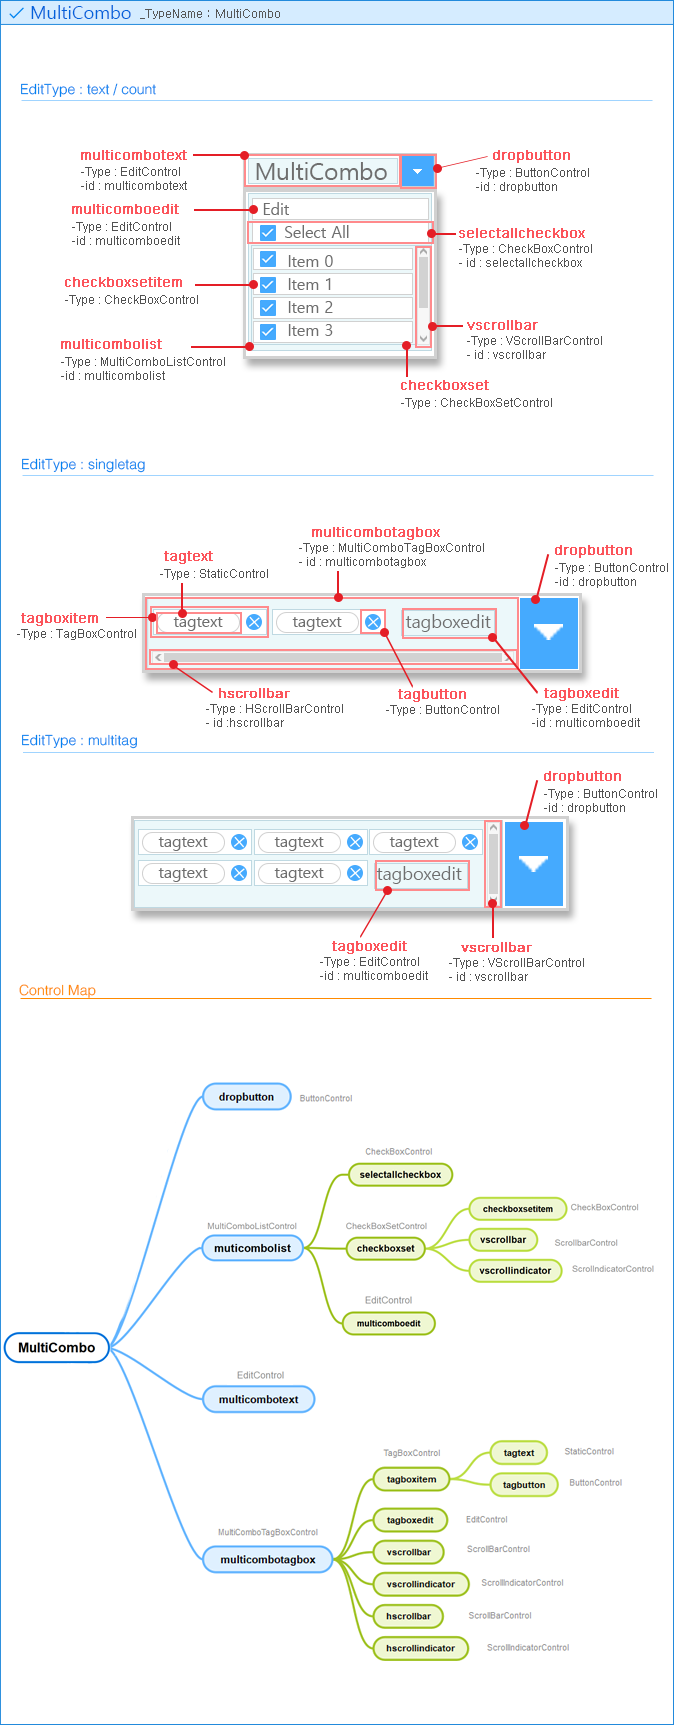 MultiCombo _TypeName : MultiCombo
EditType : text / count
multicombotext
-Type : EditControl
-id : multicombotext
dropbutton
-Type : ButtonControl
-id : dropbutton
MultiCombo
multicomboedit
-Type : EditControl
-id : multicomboedit
Edit
Select All
selectallcheckbox
-Type : CheckBoxControl
- id : selectallcheckbox
checkboxsetitem
-Type : CheckBoxControl
Item 0
Item 1
Item 2
Item 3
vscrollbar
-Type : VScrollBarControl
- id : vscrollbar
multicombolist
-Type : MultiComboListControl
-id : multicombolist
checkboxset
-Type : CheckBoxSetControl
EditType : singletag
multicombotagbox
-Type : MultiComboTagBoxControl
- id : multicombotagbox
tagtext
-Type : StaticControl
dropbutton
-Type : ButtonControl
-id : dropbutton
tagboxitem
-Type : TagBoxControl
tagtext
tagtext
tagboxedit
hscrollbar
-Type : HScrollBarControl
- id :hscrollbar
tagbutton
-Type : ButtonControl
tagboxedit
-Type : EditControl
-id : multicomboedit
EditType : multitag
dropbutton
-Type : ButtonControl
-id : dropbutton
tagtext tagtext tagtext
tagtext tagtext tagboxedit
tagboxedit
-Type : EditControl
-id : multicomboedit
vscrollbar
-Type : VScrollBarControl
- id : vscrollbar
Control Map
dropbutton ButtonControl
CheckBoxControl
selectallcheckbox
MultiComboListControl
muticombolist
CheckBoxSetControl
checkboxset
checkboxsetitem CheckBoxControl
vscrollbar ScrollbarControl
vscrollindicator ScrollIndicatorControl
EditControl
multicomboedit
MultiCombo
EditControl
multicombotext
MultiComboTagBoxControl
multicombotagbox
TagBoxControl
tagboxitem
tagtext StaticControl
tagbutton ButtonControl
tagboxedit EditControl
vscrollbar ScrollBarControl
vscrollindicator ScrollIndicatorControl
hscrollbar ScrollBarControl
hscrollindicator ScrollIndicatorControl